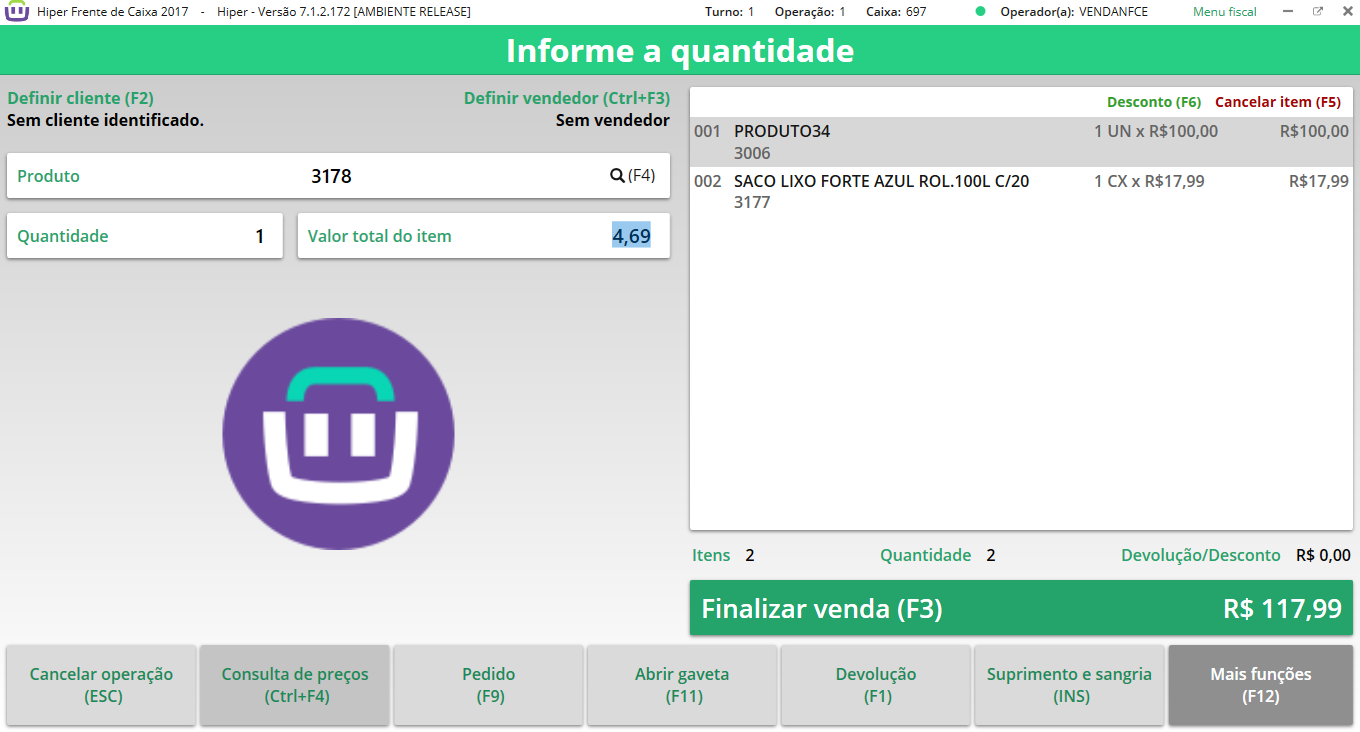 Hiper Frente de Caixa 2017 - Hiper - Versão 7.1.2.172 [AMBIENTE RELEASE] Turno: 1 Operação: 1 Caixa: 697 Operador(a): VENDANFCE Menu fiscal
Informe a quantidade
Definir cliente (F2) Definir vendedor (Ctrl+F3)
Sem cliente identificado. Sem vendedor
Produto 3178 (F4)
Quantidade 1 Valor total do item 4,69
Desconto (F6) Cancelar item (F5)
001 PRODUTO34 1 UN x R$100,00 R$100,00
3006
002 SACO LIXO FORTE AZUL ROL.100L C/20 1 CX x R$17,99 R$17,99
3177
Itens 2 Quantidade 2 Devolução/Desconto R$ 0,00
Finalizar venda (F3) R$ 117,99
Cancelar operação
(ESC)
Consulta de preços
(Ctrl+F4)
Pedido
(F9)
Abrir gaveta
(F11)
Devolução
(F1)
Suprimento e sangria
(INS)
Mais funções
(F12)